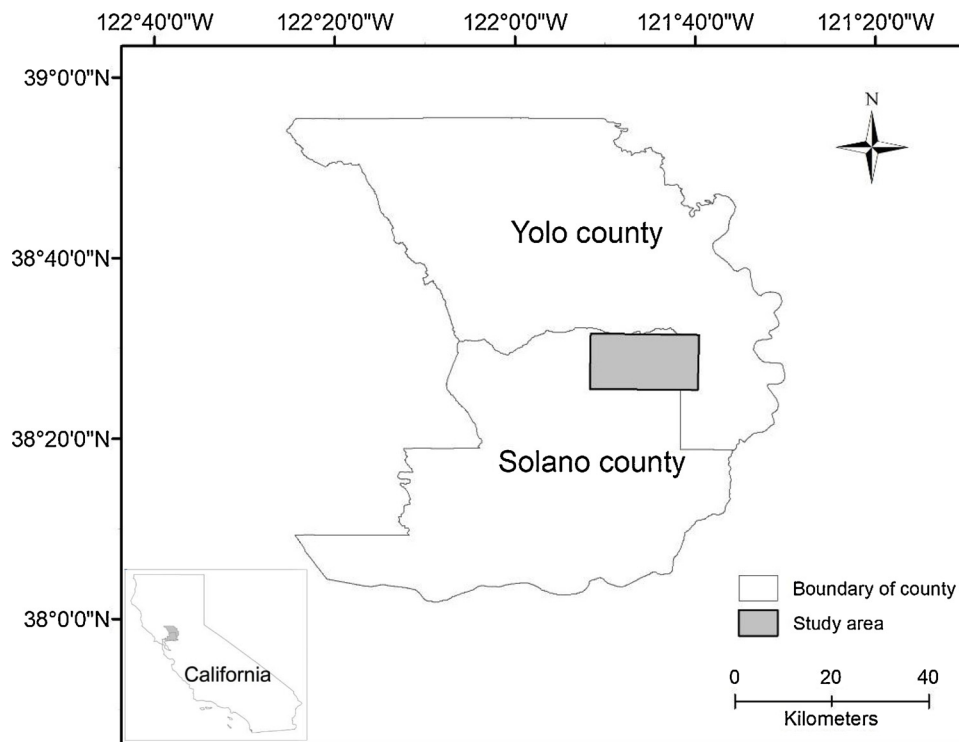 122°40'0"W 122°20'0"W 122°0'0"W 121°40'0"W 121°20'0"W
39°0'0"N
N
Yolo county
38°40'0"N
38°20'0"N
Solano county
38°0'0"N
Boundary of county
Study area
California
0 20 40
Kilometers